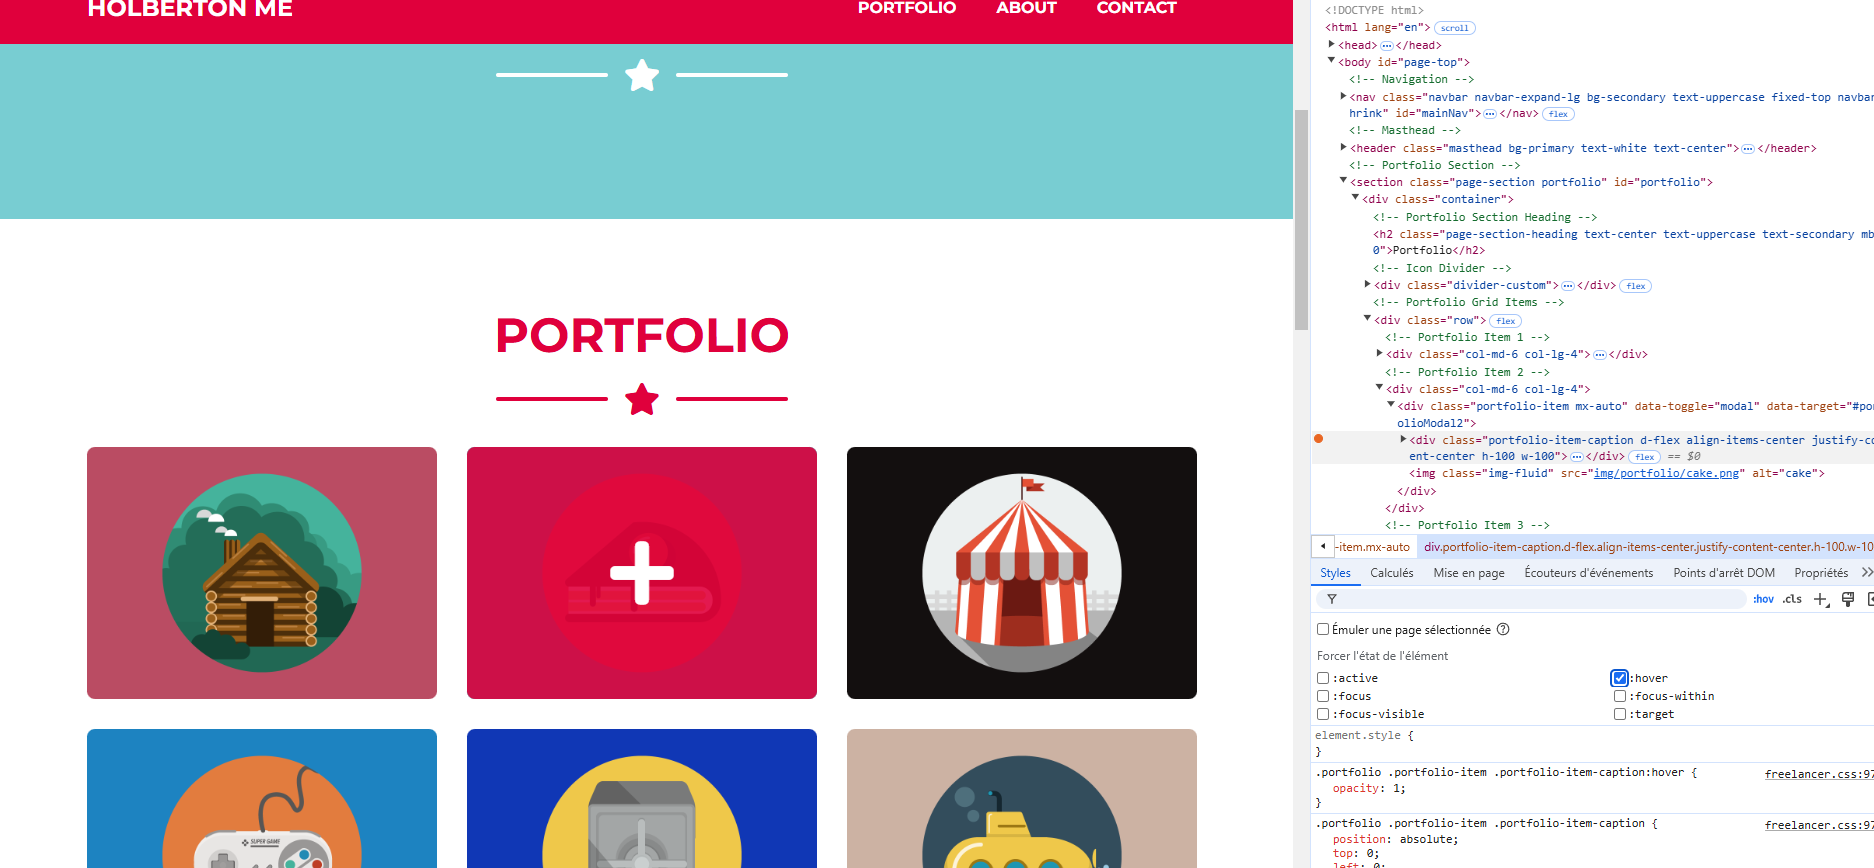 HOLBERTON ME
PORTFOLIO ABOUT CONTACT
PORTFOLIO
SUPER GAME
<!DOCTYPE html>
<html lang="en"> scroll
<head> ··· </head>
<body id="page-top">
<!-- Navigation -->
<nav class="navbar navbar-expand-lg bg-secondary text-uppercase fixed-top navbar
hrink" id="mainNav"> ··· </nav> flex
<!-- Masthead -->
<header class="masthead bg-primary text-white text-center"> ··· </header>
<!-- Portfolio Section -->
<section class="page-section portfolio" id="portfolio">
<div class="container">
<!-- Portfolio Section Heading -->
<h2 class="page-section-heading text-center text-uppercase text-secondary mb
0">Portfolio</h2>
<!-- Icon Divider -->
<div class="divider-custom"> ··· </div> flex
<!-- Portfolio Grid Items -->
<div class="row"> flex
<!-- Portfolio Item 1 -->
<div class="col-md-6 col-lg-4"> ··· </div>
<!-- Portfolio Item 2 -->
<div class="col-md-6 col-lg-4">
<div class="portfolio-item mx-auto" data-toggle="modal" data-target="#po
olioModal2">
<div class="portfolio-item-caption d-flex align-items-center justify-co
ent-center h-100 w-100"> ··· </div> flex == $0
<img class="img-fluid" src="img/portfolio/cake.png" alt="cake">
</div>
</div>
<!-- Portfolio Item 3 -->
-item.mx-auto div.portfolio-item-caption.d-flex.align-items-center.justify-content-center.h-100.w-10
Styles Calculés Mise en page Écouteurs d'événements Points d'arrêt DOM Propriétés
:hov .cls
Émuler une page sélectionnée
Forcer l'état de l'élément
:active :hover
:focus :focus-within
:focus-visible :target
element.style {
}
.portfolio .portfolio-item .portfolio-item-caption:hover { freelancer.css:97
opacity: 1;
}
.portfolio .portfolio-item .portfolio-item-caption { freelancer.css:97
position: absolute;
top: 0;
left: 0;